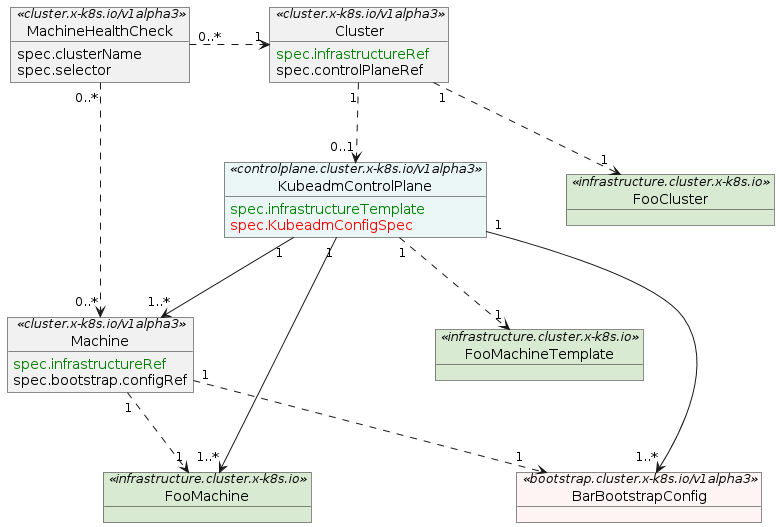 «cluster.x-k8s.io/v1alpha3»
MachineHealthCheck
spec.clusterName
spec.selector
«cluster.x-k8s.io/v1alpha3»
Cluster
spec.infrastructureRef
spec.controlPlaneRef
0..*
1
0..*
1
1
0..1
1
«controlplane.cluster.x-k8s.io/v1alpha3»
KubeadmControlPlane
spec.infrastructureTemplate
spec.KubeadmConfigSpec
«infrastructure.cluster.x-k8s.io»
FooCluster
1
1
1
1
0..*
1..*
1
«cluster.x-k8s.io/v1alpha3»
Machine
spec.infrastructureRef
spec.bootstrap.configRef
«infrastructure.cluster.x-k8s.io»
FooMachineTemplate
1
1
1
1..*
1
1..*
«infrastructure.cluster.x-k8s.io»
FooMachine
«bootstrap.cluster.x-k8s.io/v1alpha3»
BarBootstrapConfig